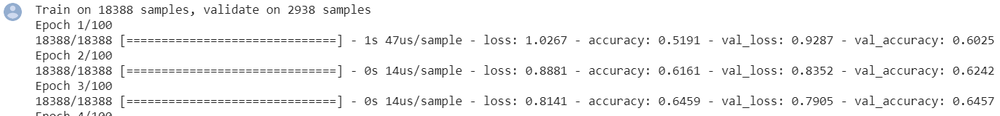 Train on 18388 samples, validate on 2938 samples
Epoch 1/100
18388/18388 [==============================] - 1s 47us/sample - loss: 1.0267 - accuracy: 0.5191 - val_loss: 0.9287 - val_accuracy: 0.6025
Epoch 2/100
18388/18388 [==============================] - 0s 14us/sample - loss: 0.8881 - accuracy: 0.6161 - val_loss: 0.8352 - val_accuracy: 0.6242
Epoch 3/100
18388/18388 [==============================] - 0s 14us/sample - loss: 0.8141 - accuracy: 0.6459 - val_loss: 0.7905 - val_accuracy: 0.6457
Epoch 4/100